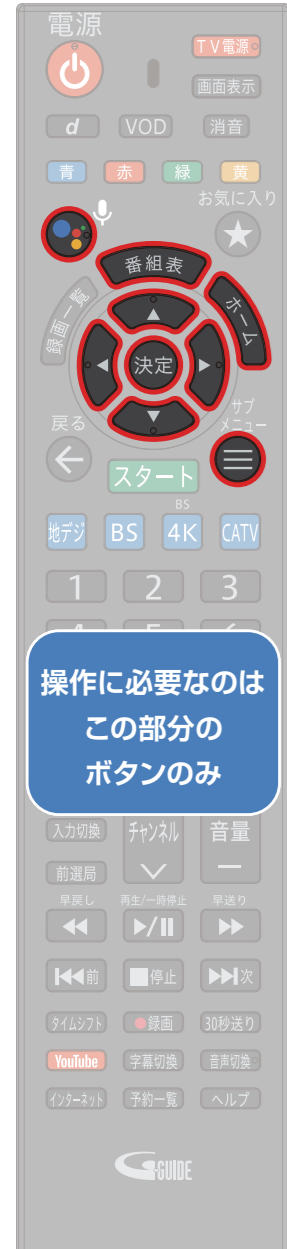 電源
TV電源
画面表示
d
VOD
消音
青
赤
緑
黄
お気に入り
番組表
録画一覧
ホーム
決定
戻る
サブ
メニュー
スタート
BS
地デジ
BS
4K
CATV
1
2
3
操作に必要なのは
この部分の
ボタンのみ
入力切換
チャンネル
音量
前選局
早戻し
再生/一時停止
早送り
前
停止
次
タイムシフト
録画
30秒送り
YouTube
字幕切換
音声切換
インターネット
予約一覧
ヘルプ
G-GUIDE